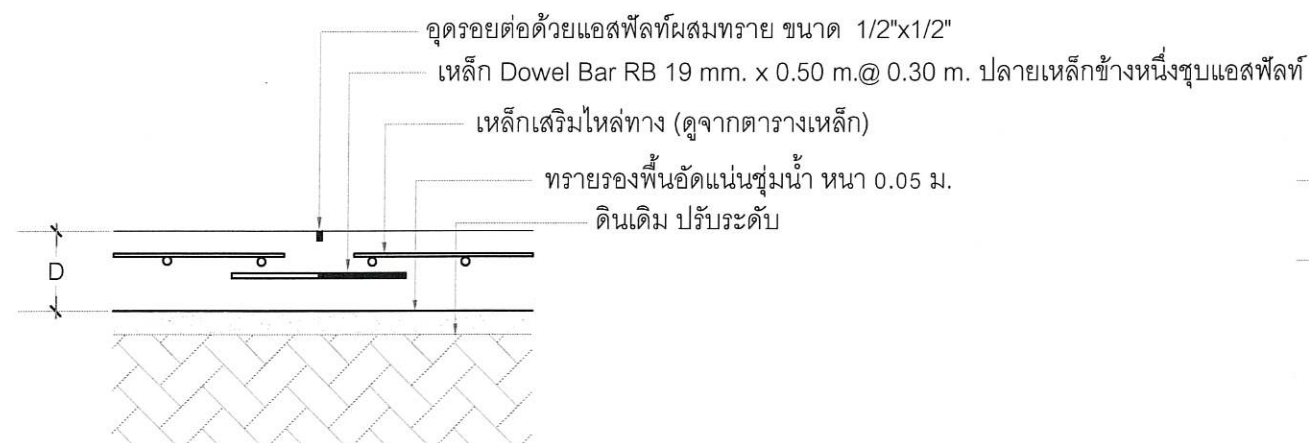 อุดรอยต่อด้วยแอสฟัลท์ผสมทราย ขนาด 1/2"x1/2"
เหล็ก Dowel Bar RB 19 mm. x 0.50 m.@ 0.30 m. ปลายเหล็กข้างหนึ่งชุบแอสฟัลท์
เหล็กเสริมไหล่ทาง (ดูจากตารางเหล็ก)
ทรายรองพื้นอัดแน่นชุ่มน้ำ หนา 0.05 ม.
ดินเดิม ปรับระดับ
D